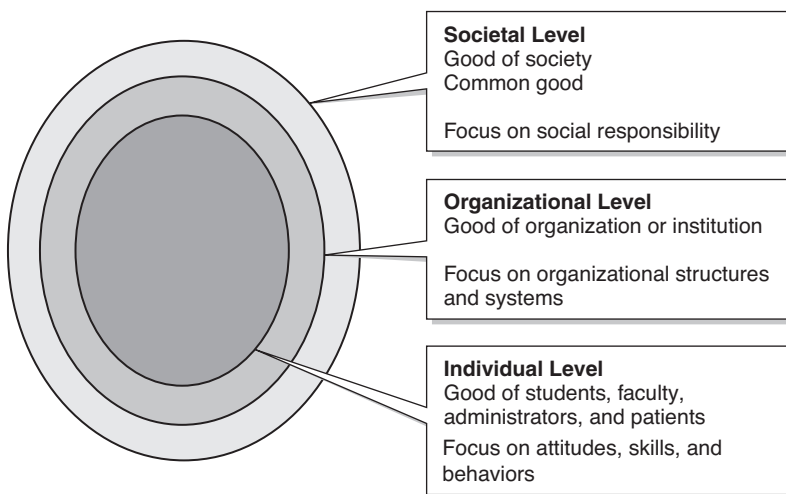 Societal Level
Good of society
Common good
Focus on social responsibility
Organizational Level
Good of organization or institution
Focus on organizational structures
and systems
Individual Level
Good of students, faculty,
administrators, and patients
Focus on attitudes, skills, and
behaviors